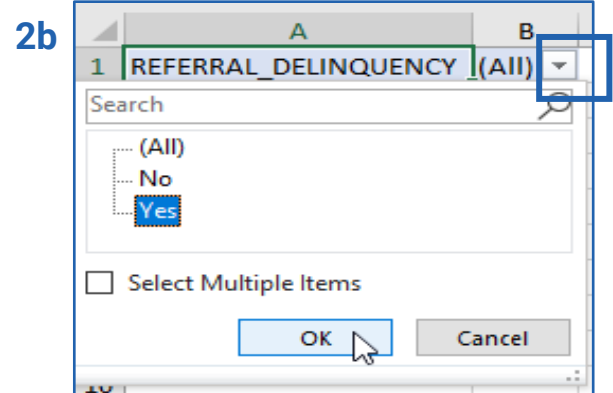 2b
A B
1 REFERRAL_DELINQUENCY (All)
Search
(All)
No
Yes
Select Multiple Items
OK Cancel